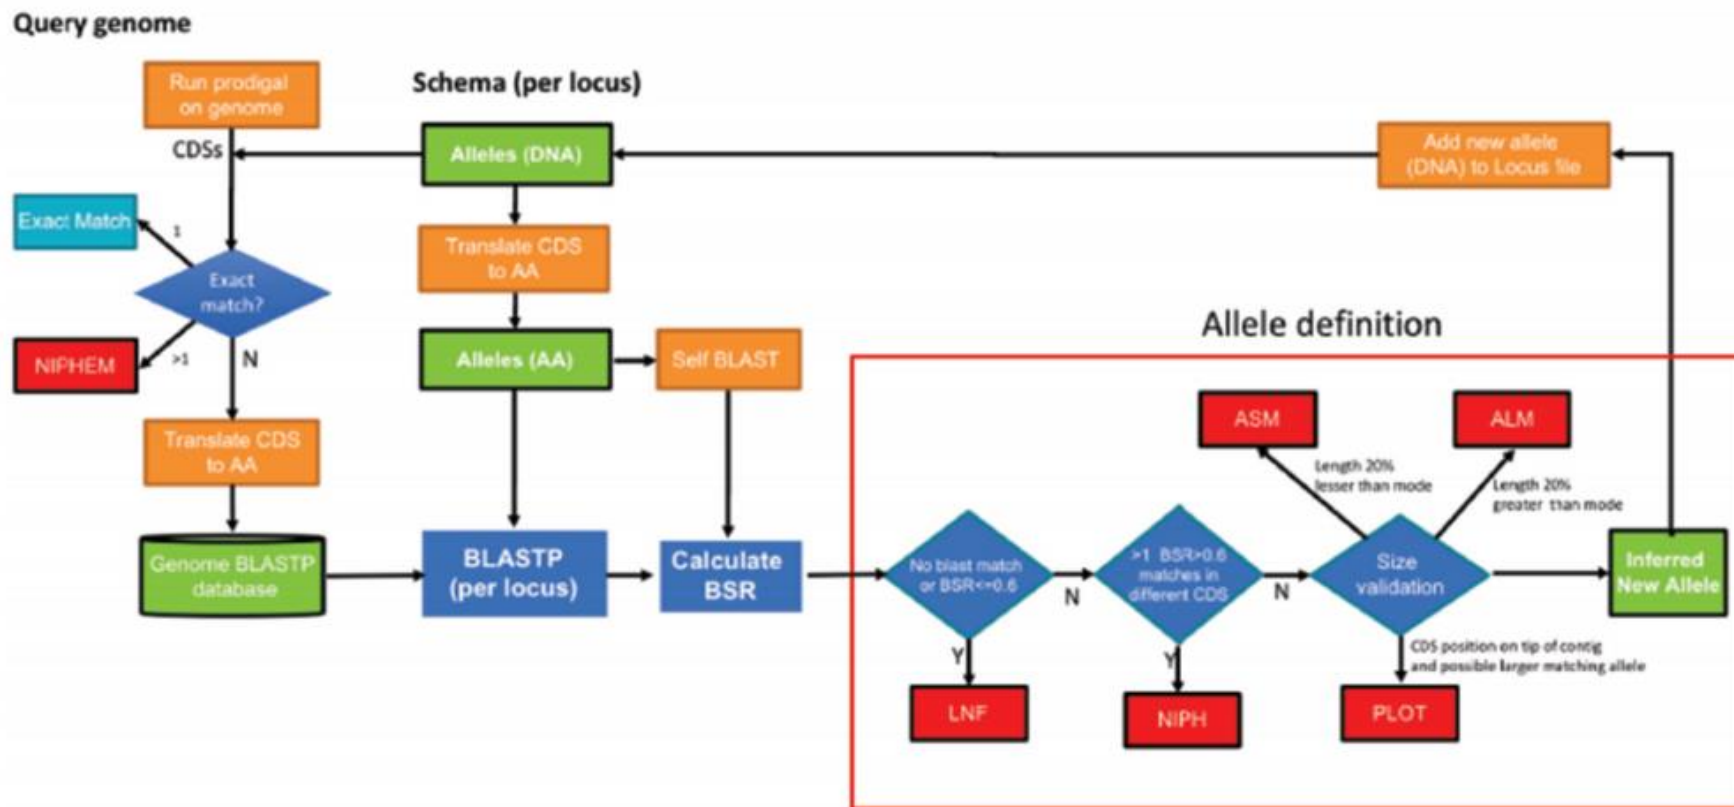 Query genome
Run prodigal
on genome
Schema (per locus)
CDSs
Alleles (DNA)
Add new allele
(DNA) to Locus file
Exact Match
1
Translate CDS
to AA
Exact
match?
Allele definition
NIPHEM
>1
N
Alleles (AA)
Self BLAST
ASM
ALM
Translate CDS
to AA
Length 20%
lesser than mode
Length 20%
greater than mode
Genome BLASTP
database
BLASTP
(per locus)
Calculate
BSR
No blast match
or BSR<=0.6
N
>1 BSR>0.6
matches in
different CDS
N
Size
validation
Inferred
New Allele
Y
Y
CDS position on tip of contig
and possible larger matching allele
LNF
NIPH
PLOT